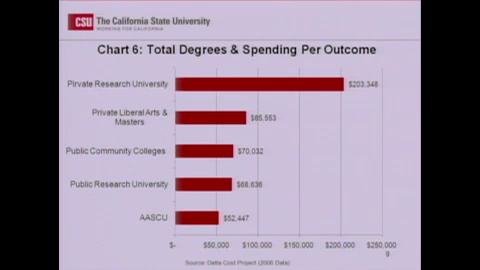 CSU The California State University
WORKING FOR CALIFORNIA
Chart 6: Total Degrees & Spending Per Outcome
Pirvate Research University
$203,348
Private Liberal Arts &
Masters
$85,553
Public Community Colleges
$70,032
Public Research University
$68,636
AASCU
$52,447
$- $50,000 $100,000 $150,000 $200,000 $250,000
9
Source: Delta Cost Project (2006 Data)